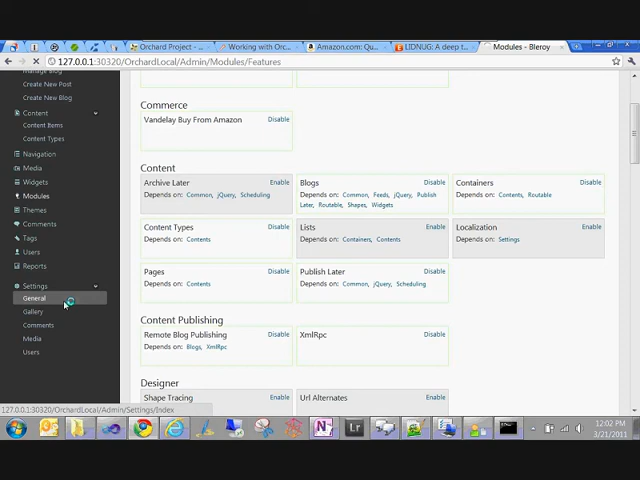 Orchard Project -
Working with Orc..
Amazon.com: Qu..
LIDNUG: A deep t
Modules - Bleroy
127.0.0.1:30320/OrchardLocal/Admin/Modules/Features
Manage Blog
Create New Post
Create New Blog
Content
Content Items
Content Types
Navigation
Media
Widgets
Modules
Themes
Comments
Tags
Users
Reports
Settings
General
Gallery
Comments
Media
Users
Commerce
Vandelay Buy From Amazon Disable
Content
Archive Later Enable
Depends on: Common, jQuery, Scheduling
Blogs Disable
Depends on: Common, Feeds, jQuery, Publish
Later, Routable, Shapes, Widgets
Containers Disable
Depends on: Contents, Routable
Content Types Disable
Depends on: Contents
Lists Enable
Depends on: Containers, Contents
Localization Enable
Depends on: Settings
Pages Disable
Depends on: Contents
Publish Later Disable
Depends on: Common, jQuery, Scheduling
Content Publishing
Remote Blog Publishing Disable
Depends on: Blogs, XmlRpc
XmlRpc Disable
Designer
Shape Tracing Enable
Url Alternates Enable
127.0.0.1:30320/OrchardLocal/Admin/Settings/Index
12:02 PM
3/21/2011